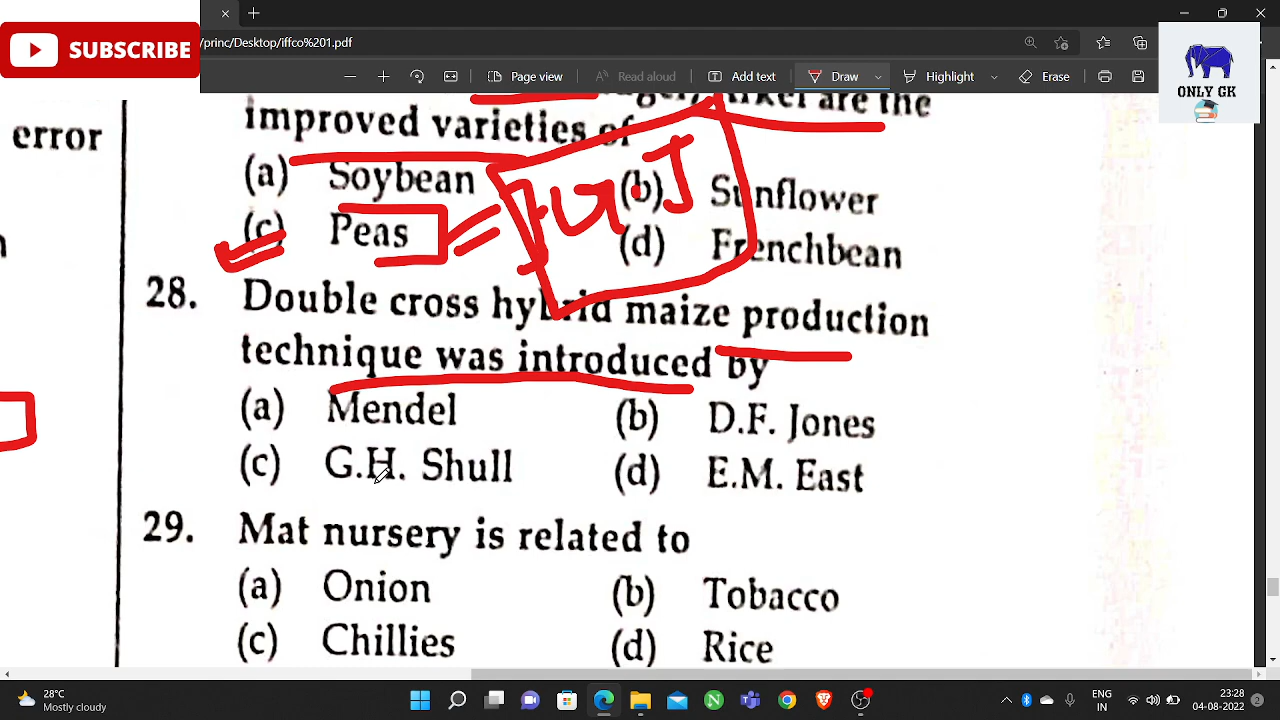 SUBSCRIBE
/princ/Desktop/iffco%201.pdf
Page view
Read aloud
Add text
Draw
Highlight
ONLY GK
error
are the
improved varieties of
(a) Soybean (b) Sunflower
(c) Peas (d) Frenchbean
28. Double cross hybrid maize production
technique was introduced by
(a) Mendel (b) D.F. Jones
(c) G.H. Shull (d) E.M. East
29. Mat nursery is related to
(a) Onion (b) Tobacco
(c) Chillies (d) Rice
28°C
Mostly cloudy
ENG
IN
23:28
04-08-2022
2